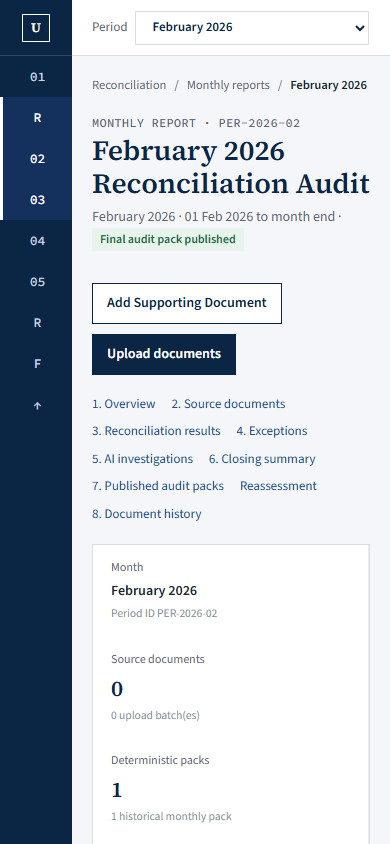 U
Period
February 2026
01
R
02
03
04
05
R
F
↑
Reconciliation / Monthly reports / February 2026
MONTHLY REPORT · PER-2026-02
February 2026
Reconciliation Audit
February 2026 · 01 Feb 2026 to month end ·
Final audit pack published
Add Supporting Document
Upload documents
1. Overview 2. Source documents
3. Reconciliation results 4. Exceptions
5. AI investigations 6. Closing summary
7. Published audit packs Reassessment
8. Document history
Month
February 2026
Period ID PER-2026-02
Source documents
0
0 upload batch(es)
Deterministic packs
1
1 historical monthly pack